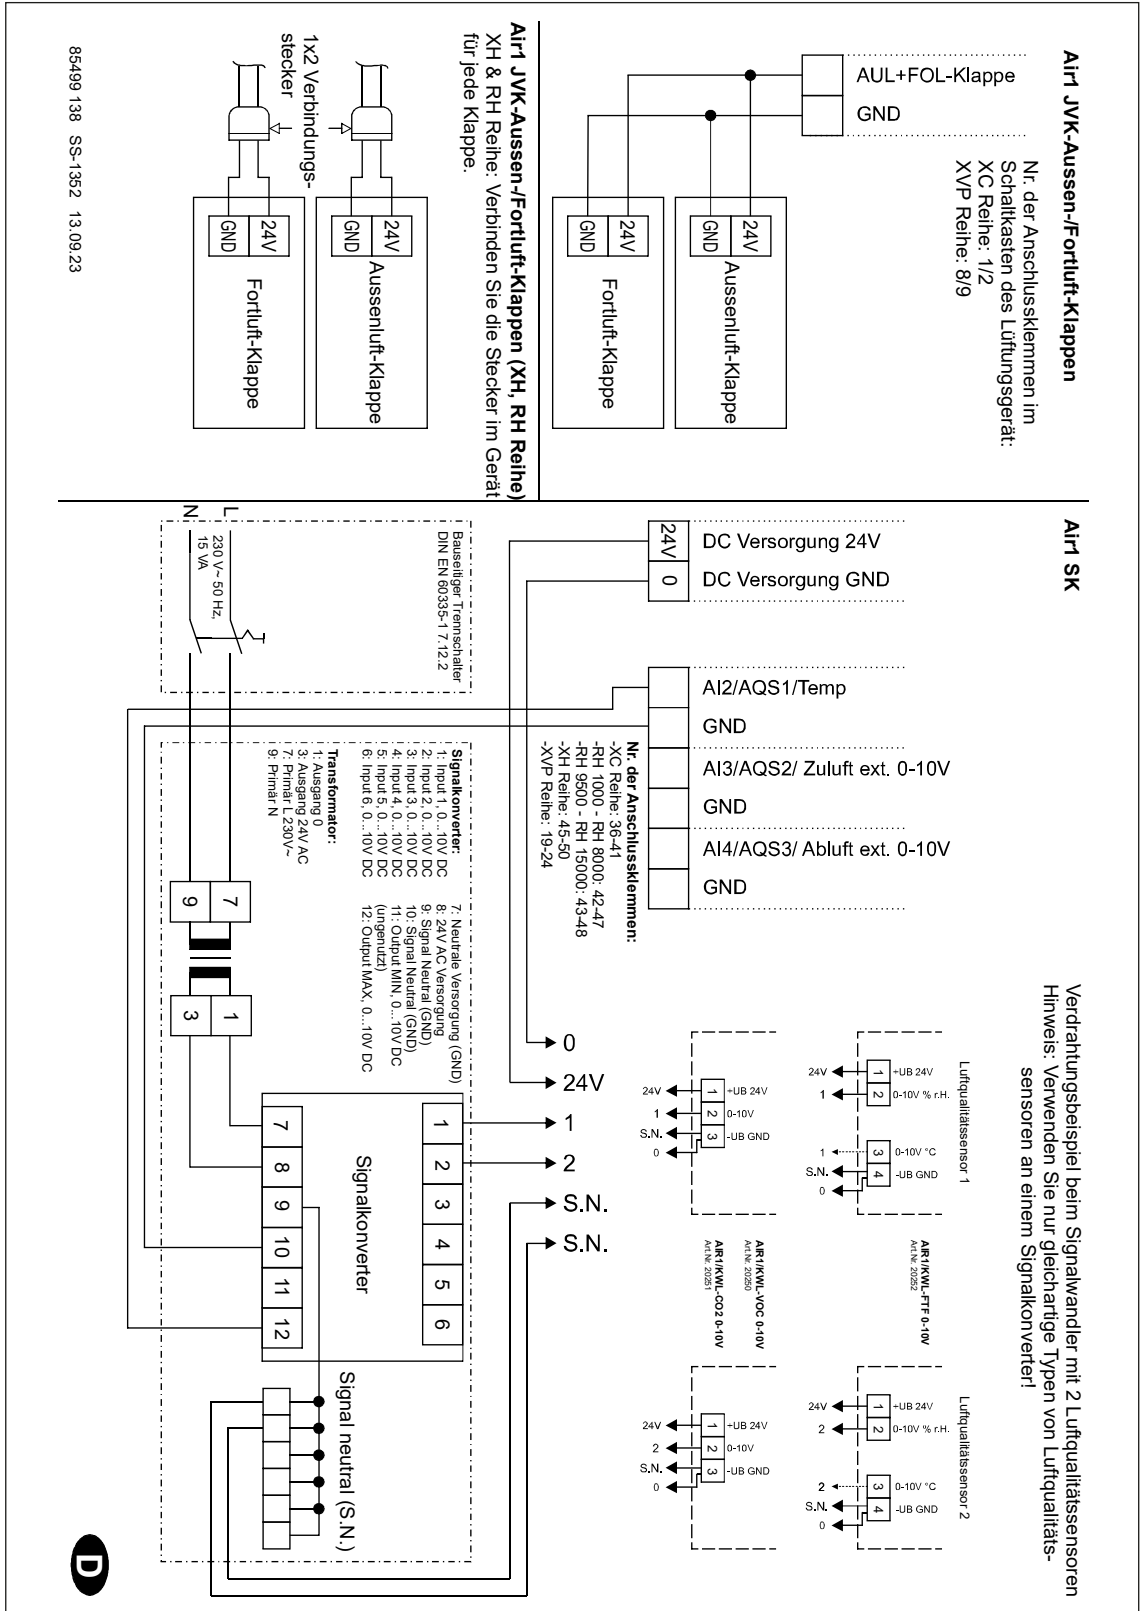 Air1 JVK-Aussen-/Fortluft-Klappen
Nr. der Anschlussklemmen im
Schaltkasten des Lüftungsgerät:
XC Reihe: 1/2
XVP Reihe: 8/9
AUL+FOL-Klappe
GND
24V
GND
Aussenluft-Klappe
24V
GND
Fortluft-Klappe
Air1 JVK-Aussen-/Fortluft-Klappen (XH, RH Reihe)
XH & RH Reihe: Verbinden Sie die Stecker im Gerät
für jede Klappe.
1x2 Verbindungs-
stecker
24V
GND
Aussenluft-Klappe
24V
GND
Fortluft-Klappe
85499 138 SS-1352 13.09.23
Air1 SK
24V
0
DC Versorgung 24V
DC Versorgung GND
AI2/AQS1/Temp
GND
AI3/AQS2/ Zuluft ext. 0-10V
GND
AI4/AQS3/ Abluft ext. 0-10V
GND
Nr. der Anschlussklemmen:
-XC Reihe: 36-41
-RH 1000 - RH 8000: 42-47
-RH 9500 - RH 15000: 43-48
-XH Reihe: 45-50
-XVP Reihe: 19-24
Bauseitiger Trennschalter
DIN EN 60335-1 7.12.2
L
N
230 V~ 50 Hz,
15 VA
Signalkonverter:
1: Input 1, 0...10V DC
2: Input 2, 0...10V DC
3: Input 3, 0...10V DC
4: Input 4, 0...10V DC
5: Input 5, 0...10V DC
6: Input 6, 0...10V DC
7: Neutrale Versorgung (GND)
8: 24V AC Versorgung
9: Signal Neutral (GND)
10: Signal Neutral (GND)
11: Output MIN, 0...10V DC
(ungenutzt)
12: Output MAX, 0...10V DC
Transformator:
1: Ausgang 0
3: Ausgang 24V AC
7: Primär L 230V~
9: Primär N
7
9
1
3
1
2
3
4
5
6
Signalkonverter
7
8
9
10
11
12
Signal neutral (S.N.)
0
24V
1
2
S.N.
S.N.
Verdrahtungsbeispiel beim Signalwandler mit 2 Luftqualitätssensoren
Hinweis: Verwenden Sie nur gleichartige Typen von Luftqualitäts-
sensoren an einem Signalkonverter!
Luftqualitätssensor 1
24V 1 +UB 24V
1 2 0-10V % r.H.
1 3 0-10V °C
S.N. 4 -UB GND
0
AIR1/KWL-FTF 0-10V
Art.Nr. 20252
Luftqualitätssensor 2
24V 1 +UB 24V
2 2 0-10V % r.H.
2 3 0-10V °C
S.N. 4 -UB GND
0
24V 1 +UB 24V
1 2 0-10V
S.N. 3 -UB GND
0
AIR1/KWL-VOC 0-10V
Art.Nr. 20250
AIR1/KWL-CO2 0-10V
Art.Nr. 20251
24V 1 +UB 24V
2 2 0-10V
S.N. 3 -UB GND
0
D